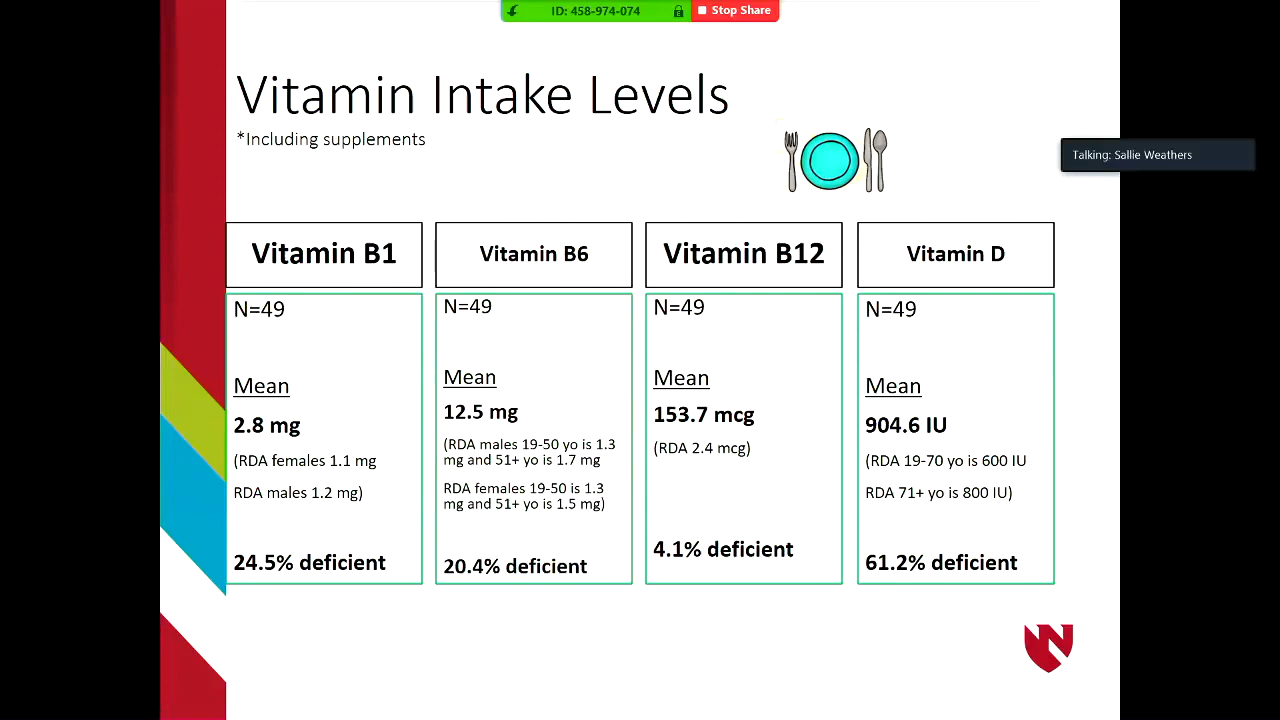 ID: 458-974-074
Stop Share
Vitamin Intake Levels
*Including supplements
Talking: Sallie Weathers
Vitamin B1
N=49
Mean
2.8 mg
(RDA females 1.1 mg
RDA males 1.2 mg)
24.5% deficient
Vitamin B6
N=49
Mean
12.5 mg
(RDA males 19-50 yo is 1.3
mg and 51+ yo is 1.7 mg
RDA females 19-50 is 1.3
mg and 51+ yo is 1.5 mg)
20.4% deficient
Vitamin B12
N=49
Mean
153.7 mcg
(RDA 2.4 mcg)
4.1% deficient
Vitamin D
N=49
Mean
904.6 IU
(RDA 19-70 yo is 600 IU
RDA 71+ yo is 800 IU)
61.2% deficient
N